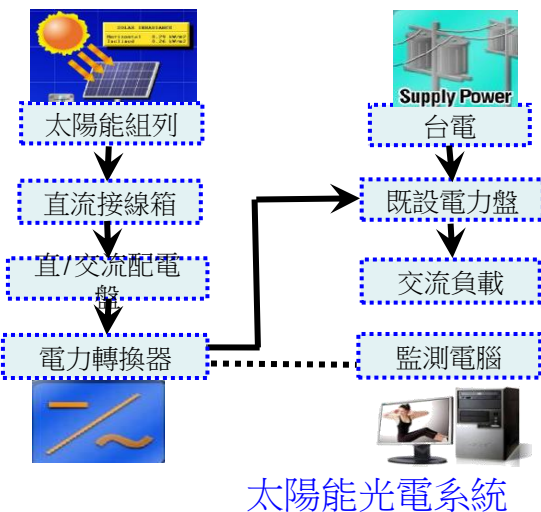 SOLAR IRRADIANCE
Supply Power
太陽能組列
台電
直流接線箱
既設電力盤
直/交流配電
盤
交流負載
電力轉換器
監測電腦
太陽能光電系統